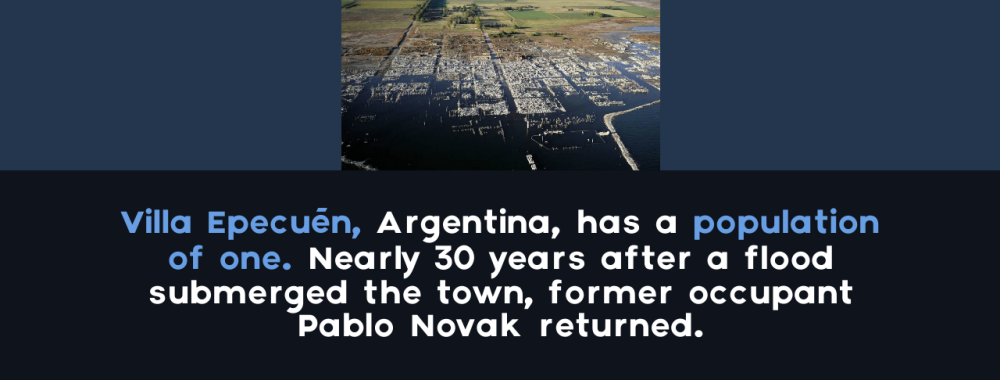 Villa Epecuēn, Argentina, has a population
of one. Nearly 30 years after a flood
submerged the town, former occupant
Pablo Novak returned.